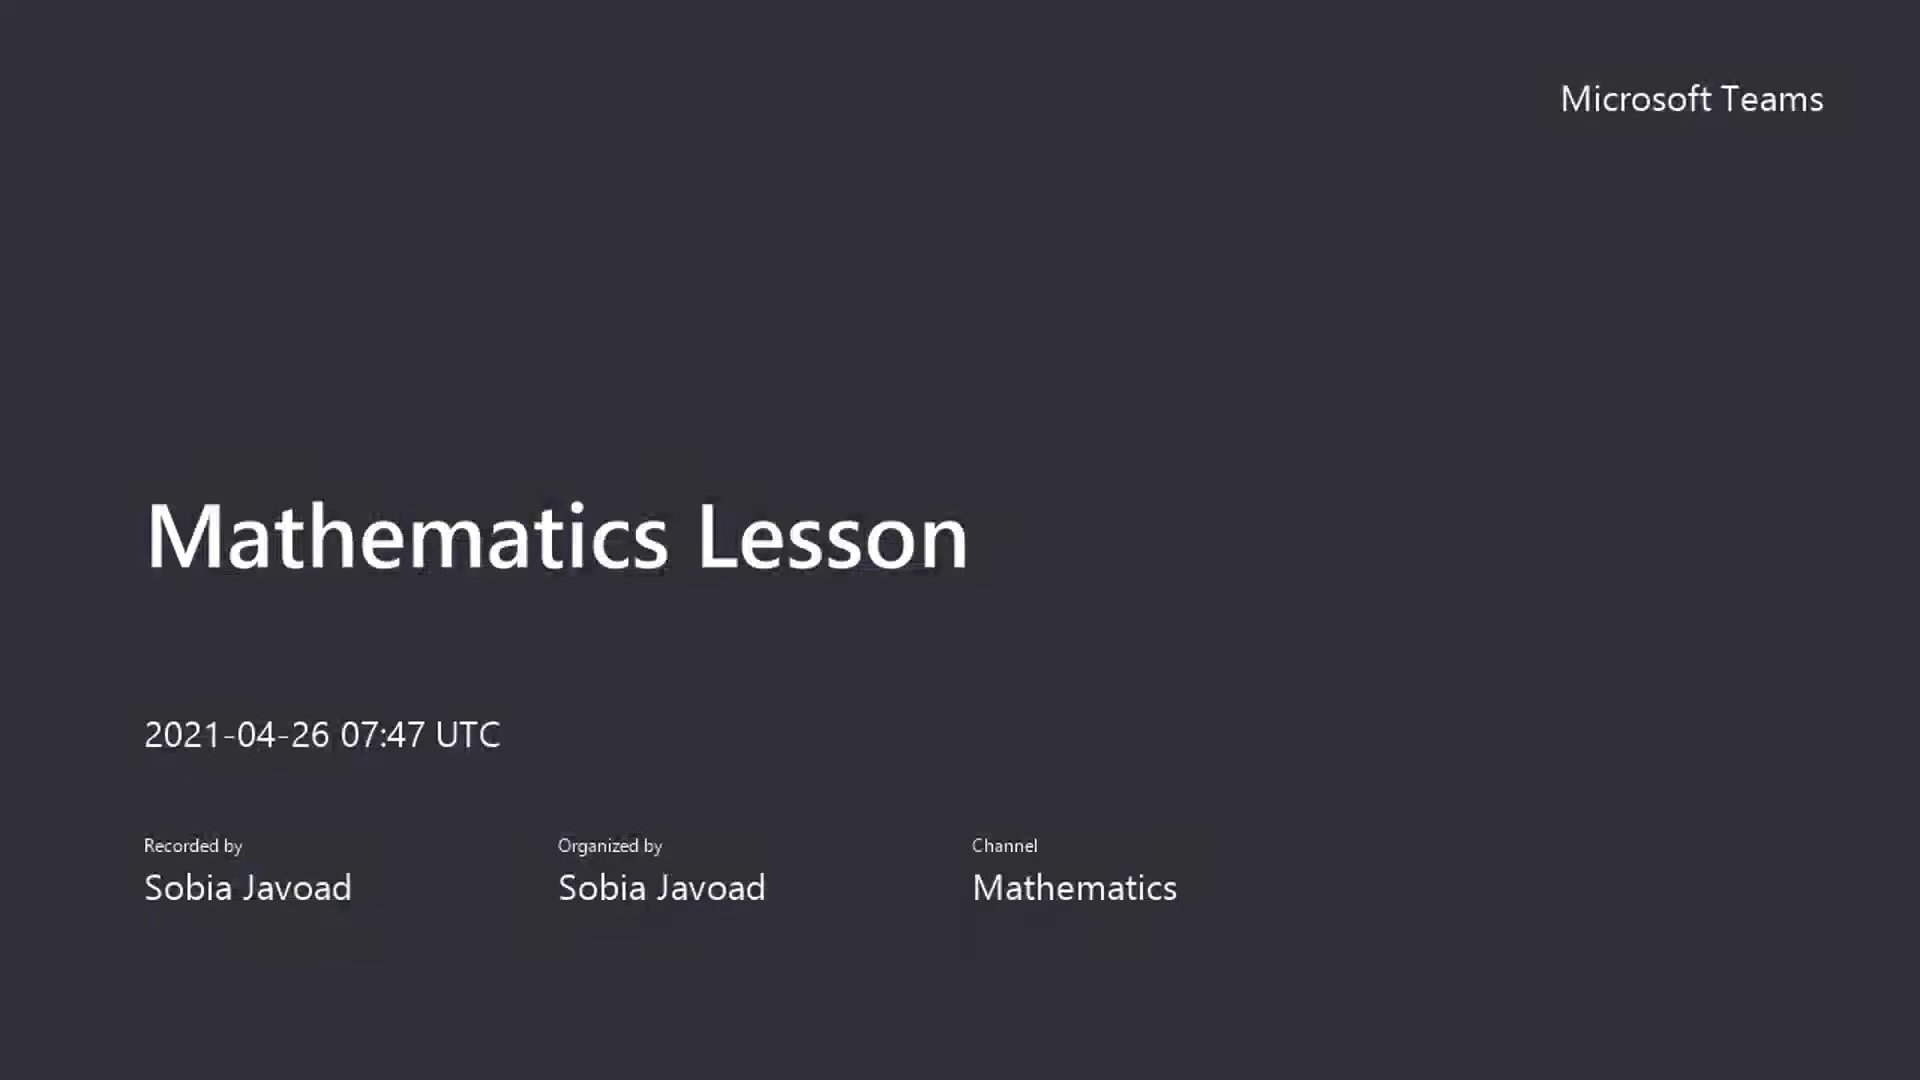 Microsoft Teams
Mathematics Lesson
2021-04-26 07:47 UTC
Recorded by
Sobia Javoad
Organized by
Sobia Javoad
Channel
Mathematics